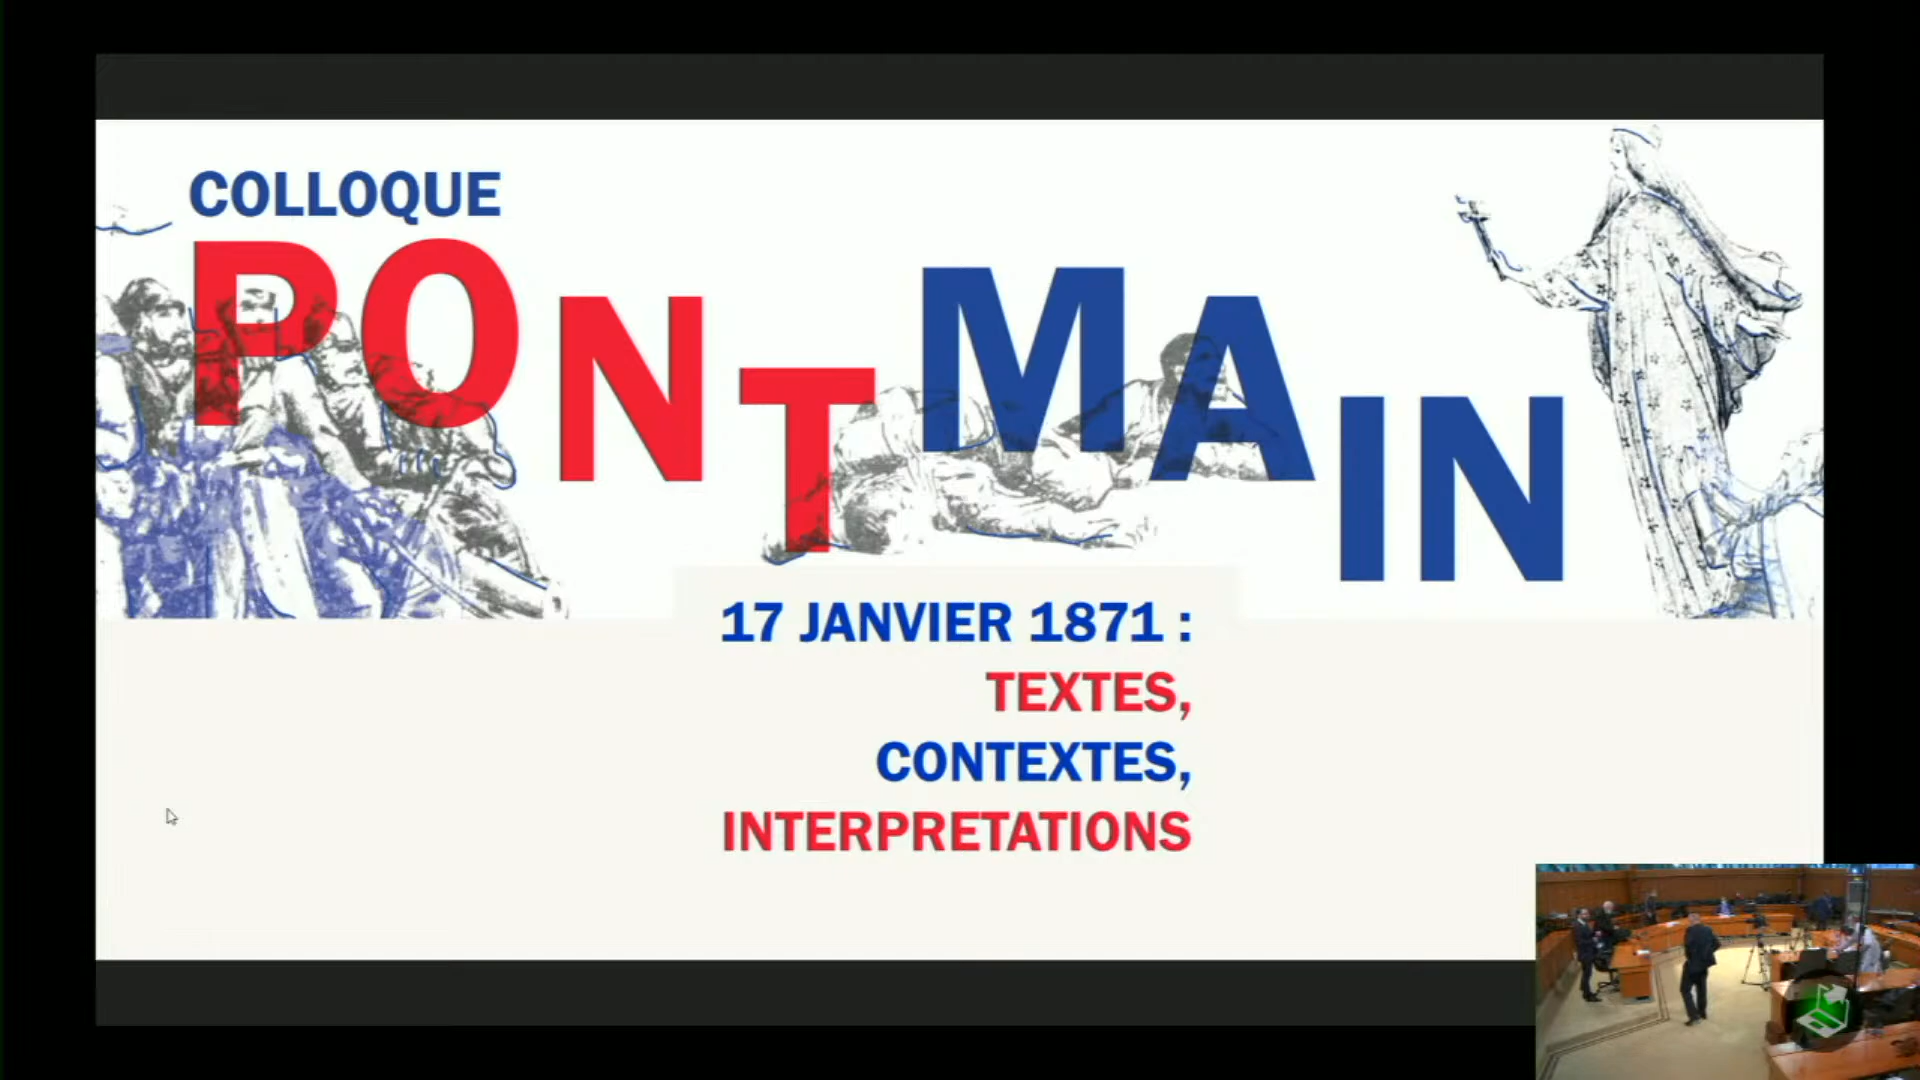 COLLOQUE
PONTMAIN
17 JANVIER 1871 :
TEXTES,
CONTEXTES,
INTERPRETATIONS